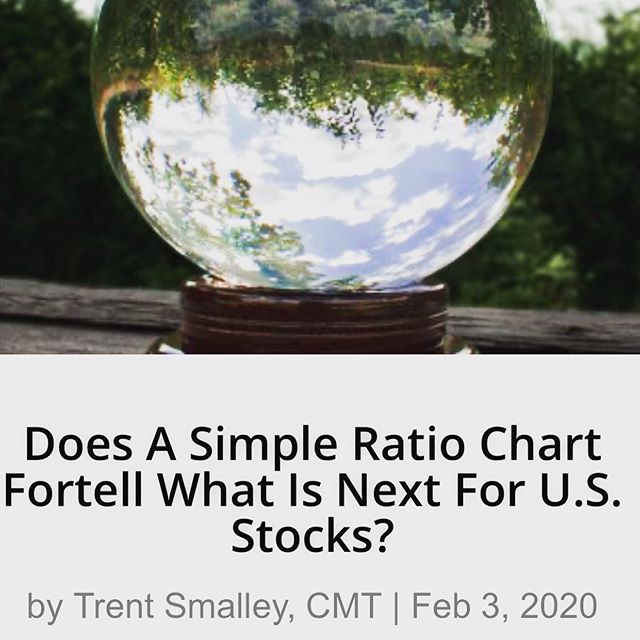 Does A Simple Ratio Chart
Fortell What Is Next For U.S.
Stocks?
by Trent Smalley, CMT | Feb 3, 2020